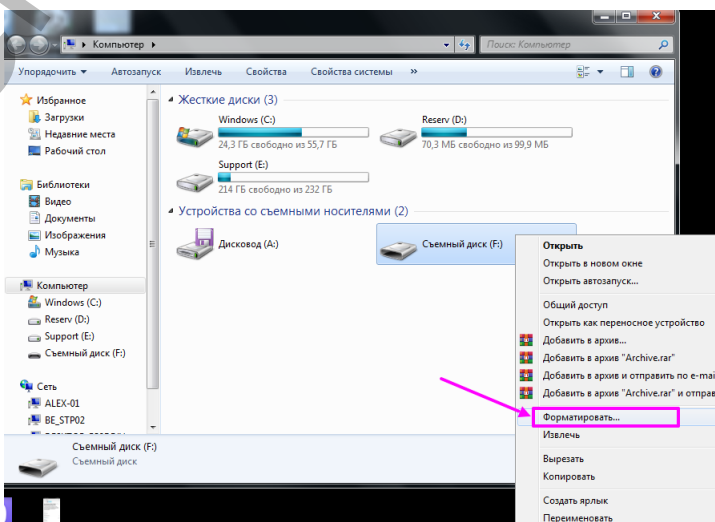 Компьютер
Поиск: Компьютер
Упорядочить
Автозапуск
Извлечь
Свойства
Свойства системы
»
Избранное
Загрузки
Недавние места
Рабочий стол
Библиотеки
Видео
Документы
Изображения
Музыка
Компьютер
Windows (C:)
Reserv (D:)
Support (E:)
Съемный диск (F:)
Сеть
ALEX-01
BE_STP02
Жесткие диски (3)
Windows (C:)
24,3 ГБ свободно из 55,7 ГБ
Reserv (D:)
70,3 МБ свободно из 99,9 МБ
Support (E:)
214 ГБ свободно из 232 ГБ
Устройства со съемными носителями (2)
Дисковод (A:)
Съемный диск (F:)
Открыть
Открыть в новом окне
Открыть автозапуск...
Общий доступ
Открыть как переносное устройство
Добавить в архив...
Добавить в архив "Archive.rar"
Добавить в архив и отправить по e-mai
Добавить в архив "Archive.rar" и отправ
Форматировать...
Извлечь
Вырезать
Копировать
Создать ярлык
Переименовать
Съемный диск (F:)
Съемный диск